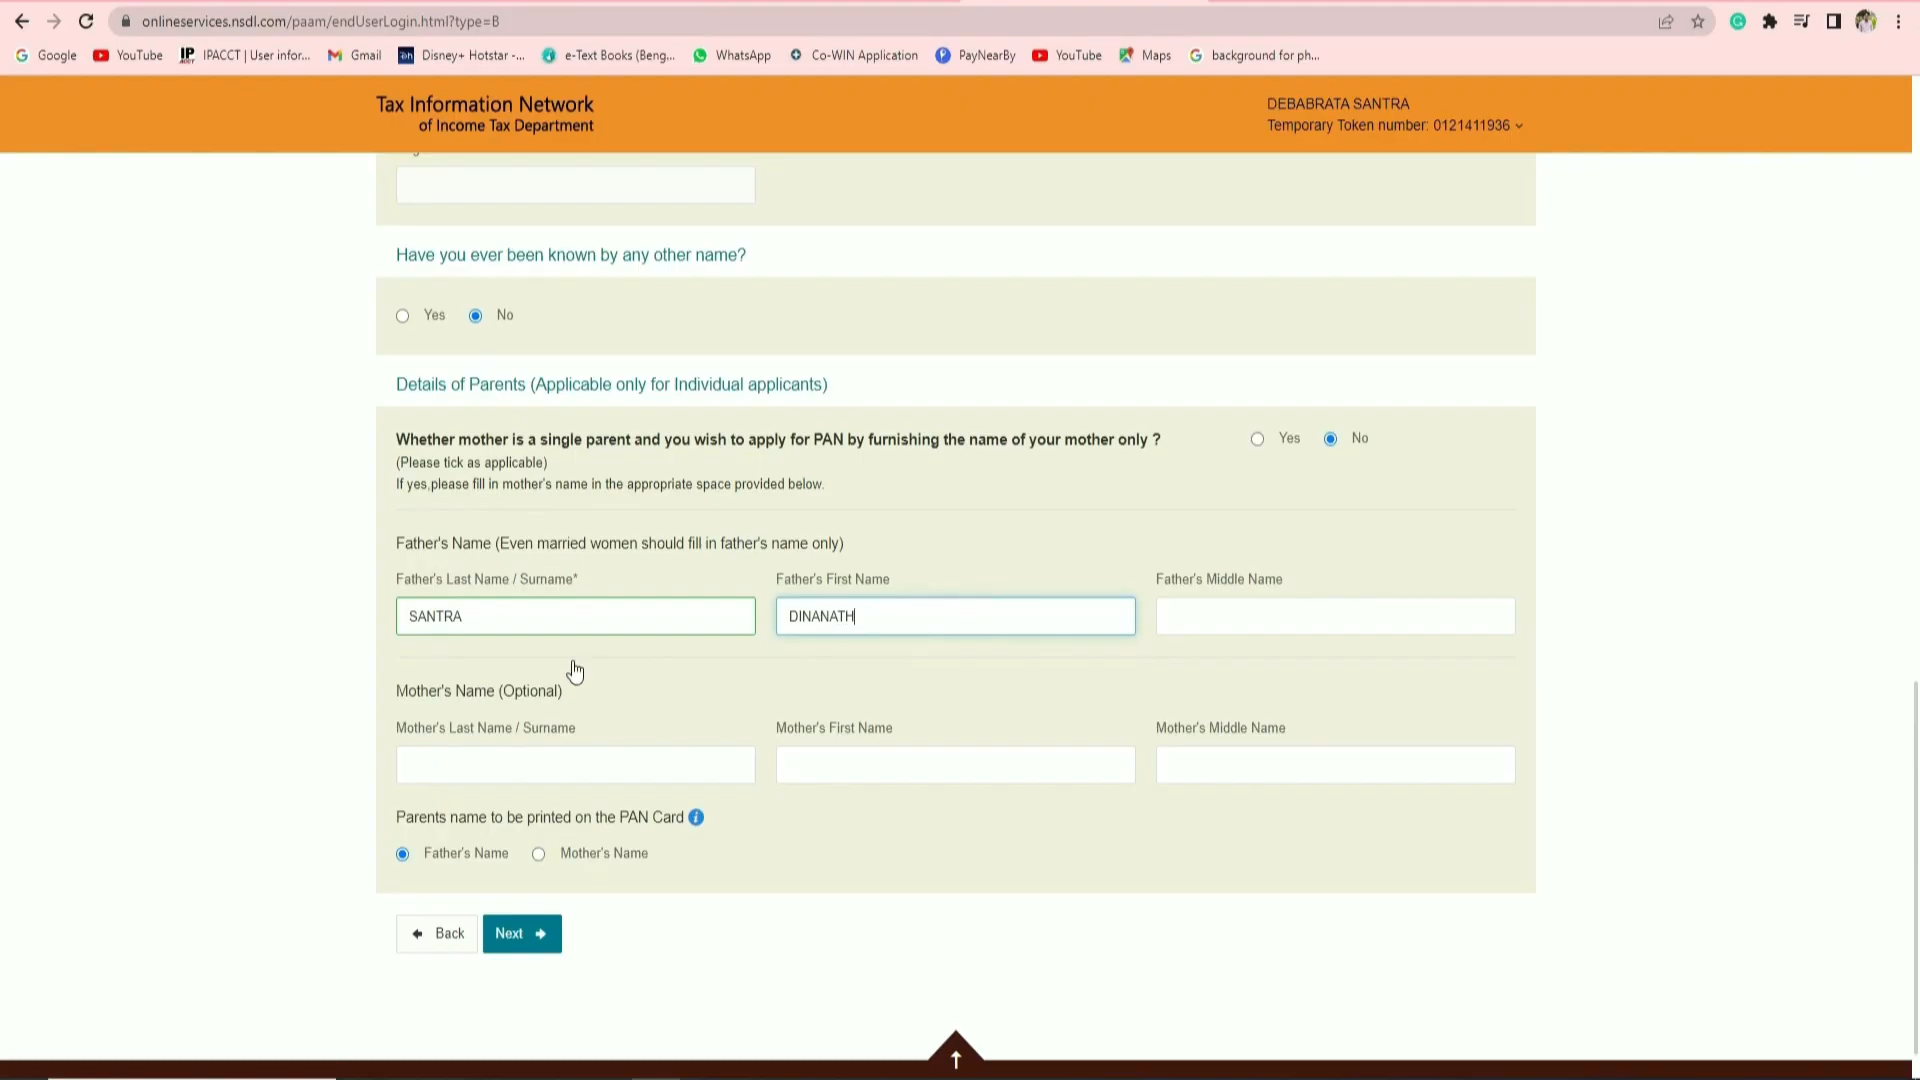 onlineservices.nsdl.com/paam/endUserLogin.html?type=B
Google YouTube IPACCT | User infor... Gmail Disney+ Hotstar -... e-Text Books (Beng... WhatsApp Co-WIN Application PayNearBy YouTube Maps background for ph...
Tax Information Network
of Income Tax Department
DEBABRATA SANTRA
Temporary Token number: 0121411936
Have you ever been known by any other name?
Yes No
Details of Parents (Applicable only for Individual applicants)
Whether mother is a single parent and you wish to apply for PAN by furnishing the name of your mother only ? Yes No
(Please tick as applicable)
If yes,please fill in mother's name in the appropriate space provided below.
Father's Name (Even married women should fill in father's name only)
Father's Last Name / Surname* Father's First Name Father's Middle Name
SANTRA DINANATH
Mother's Name (Optional)
Mother's Last Name / Surname Mother's First Name Mother's Middle Name
Parents name to be printed on the PAN Card
Father's Name Mother's Name
Back Next